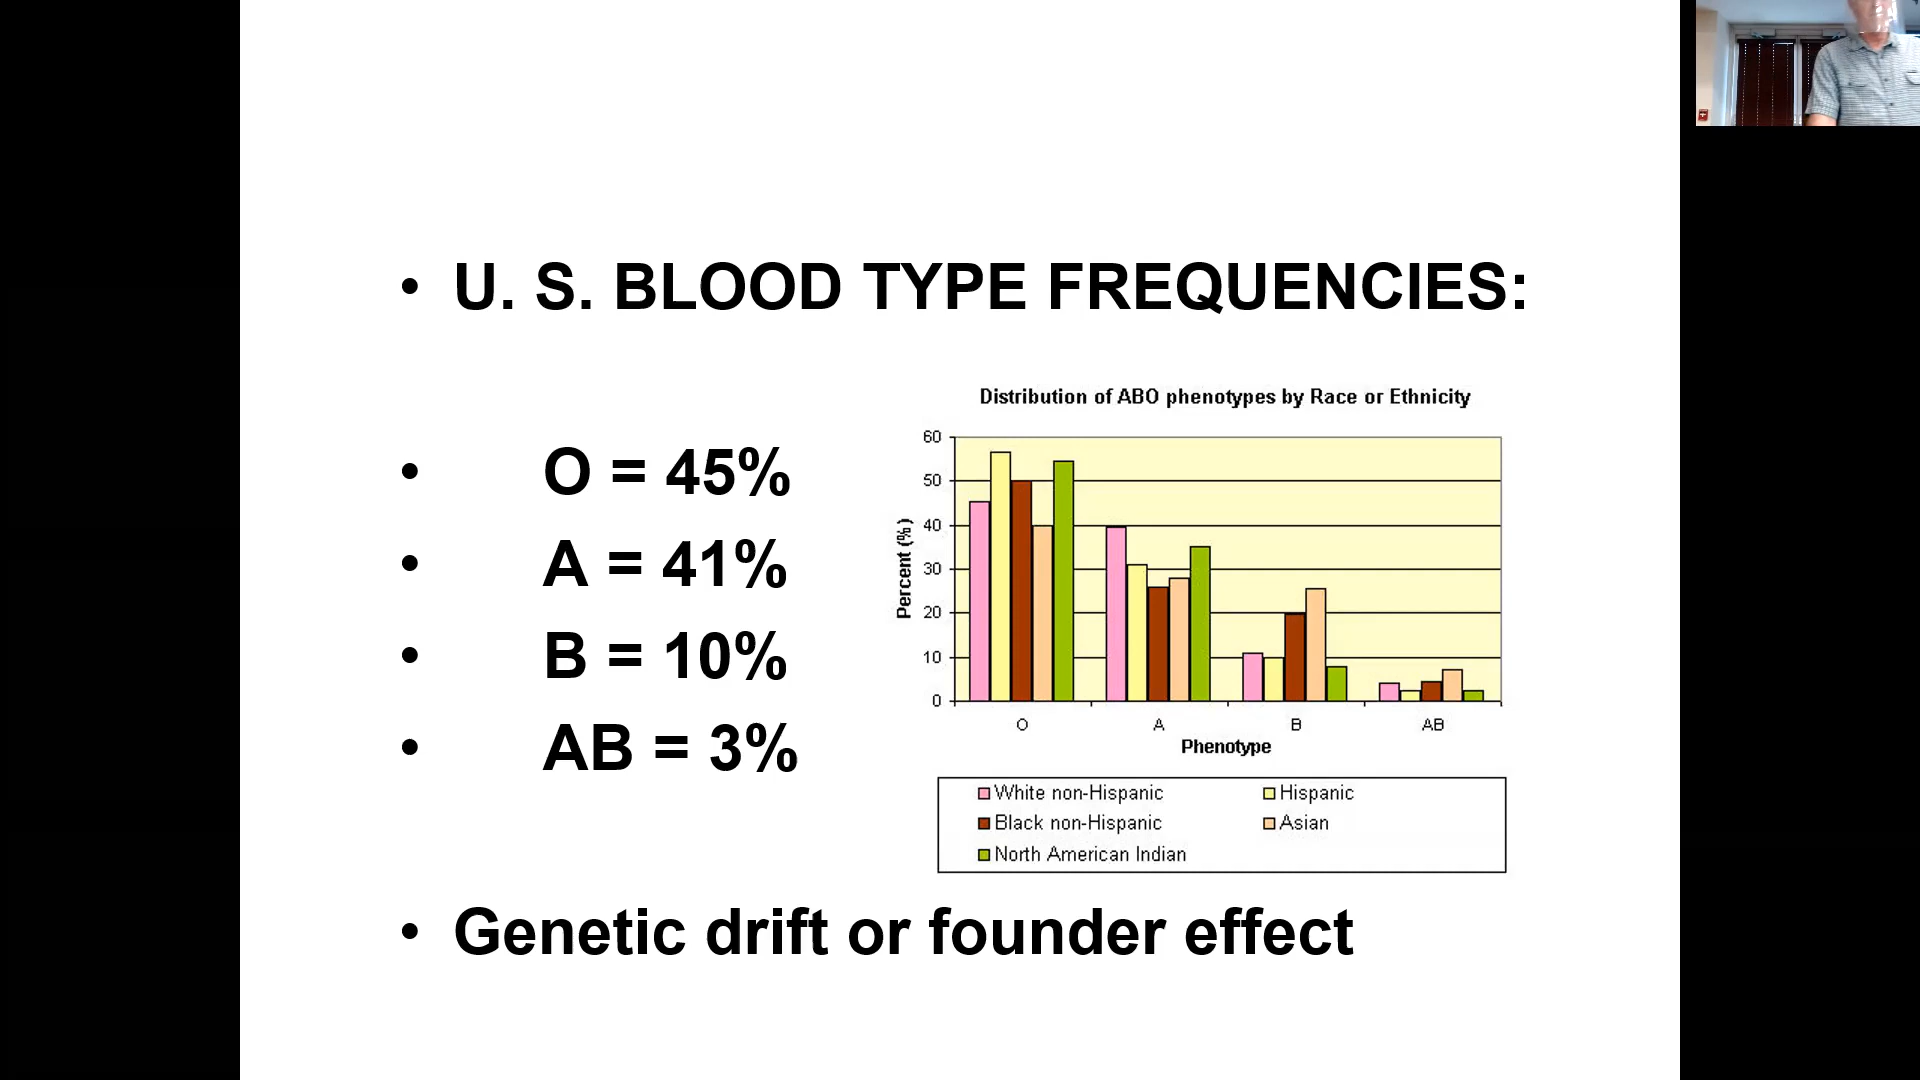 • U. S. BLOOD TYPE FREQUENCIES:
• O = 45%
• A = 41%
• B = 10%
• AB = 3%
Distribution of ABO phenotypes by Race or Ethnicity
Percent (%)
60
50
40
30
20
10
0
O A B AB
Phenotype
White non-Hispanic Hispanic
Black non-Hispanic Asian
North American Indian
• Genetic drift or founder effect